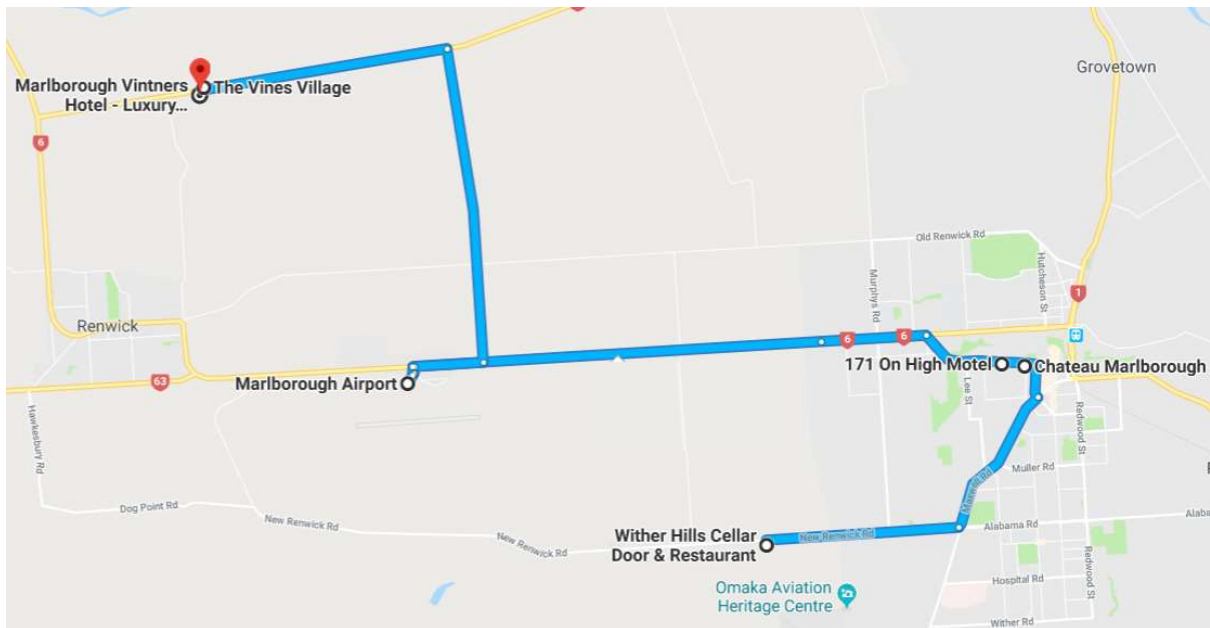 Grovetown
Marlborough Vintners
Hotel - Luxury...
The Vines Village
6
Old Renwick Rd
Hutcheson St
Murphys Rd
1
Renwick
6
6
171 On High Motel
Chateau Marlborough
63
Marlborough Airport
Lee St
Redwood St
Hawkesbury Rd
Muller Rd
Maxwell Rd
Dog Point Rd
New Renwick Rd
New Renwick Rd
Wither Hills Cellar
Door & Restaurant
New Renwick Rd
Alabama Rd
Redwood St
Omaka Aviation
Heritage Centre
Hospital Rd
Wither Rd